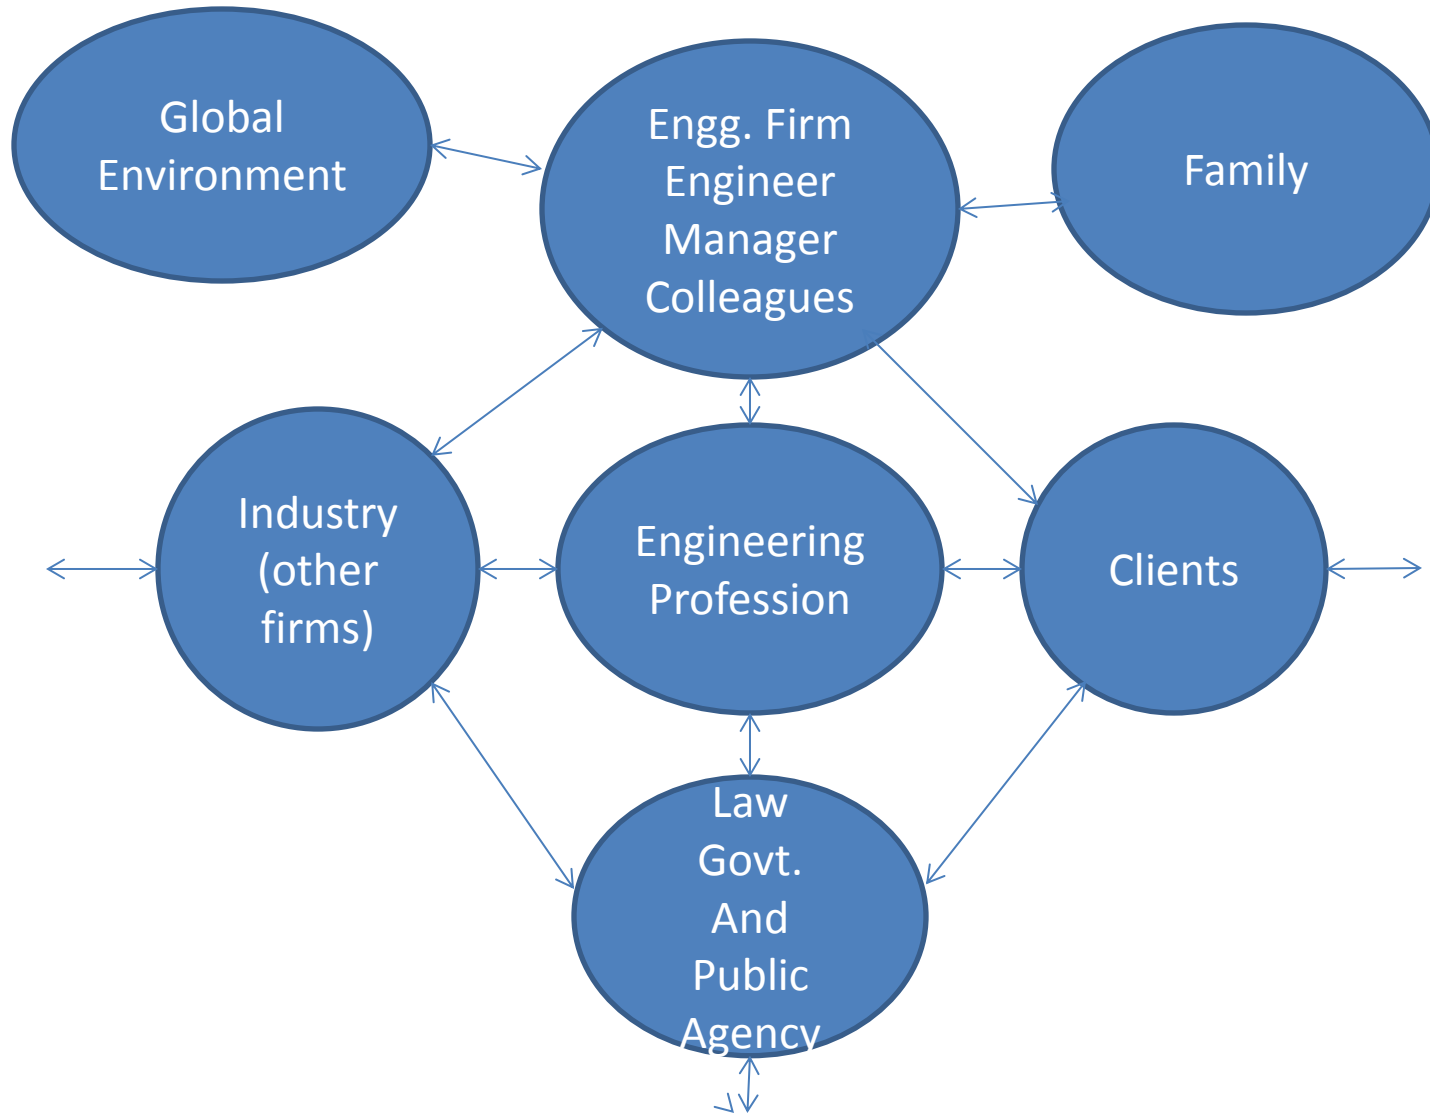 Global
Environment
Engg. Firm
Engineer
Manager
Colleagues
Family
Industry
(other
firms)
Engineering
Profession
Clients
Law
Govt.
And
Public
Agency